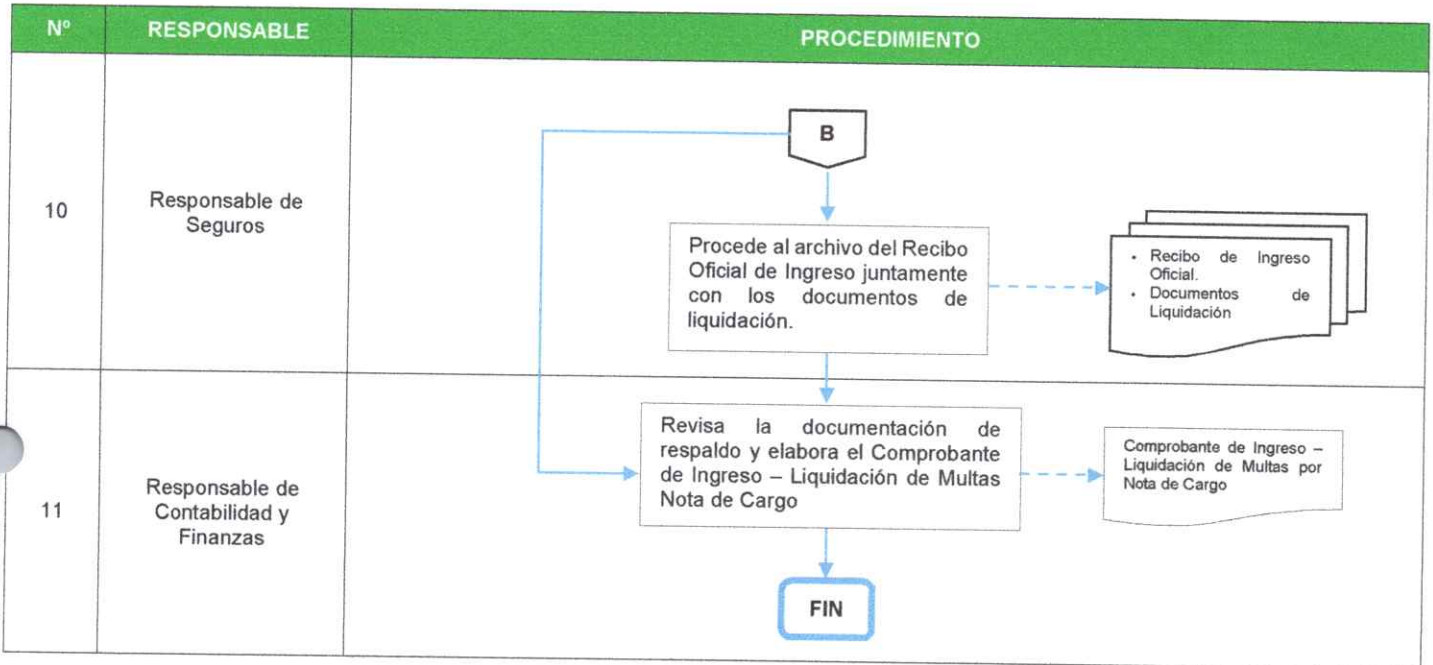 Nº RESPONSABLE PROCEDIMIENTO
B
10
Responsable de
Seguros
Procede al archivo del Recibo
Oficial de Ingreso juntamente
con los documentos de
liquidación.
• Recibo de Ingreso
Oficial.
• Documentos de
Liquidación
11
Responsable de
Contabilidad y
Finanzas
Revisa la documentación de
respaldo y elabora el Comprobante
de Ingreso – Liquidación de Multas
Nota de Cargo
Comprobante de Ingreso –
Liquidación de Multas por
Nota de Cargo
FIN